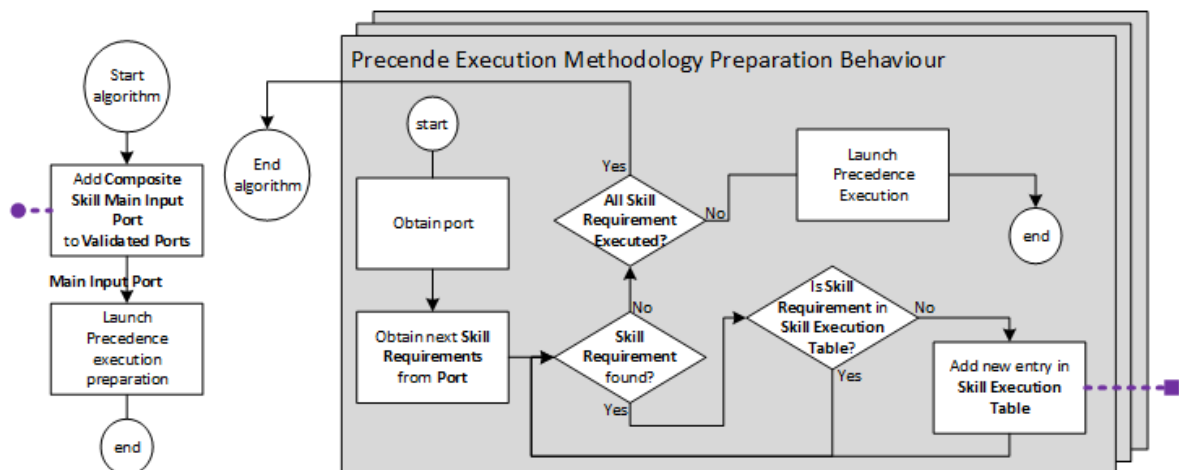 Precende Execution Methodology Preparation Behaviour
Start
algorithm
Add Composite
Skill Main Input
Port
to Validated Ports
Main Input Port
Launch
Precedence
execution
preparation
end
End
algorithm
start
Obtain port
Obtain next Skill
Requirements
from Port
Skill
Requirement
found?
No
Yes
All Skill
Requirement
Executed?
Yes
No
Launch
Precedence
Execution
end
Is Skill
Requirement in
Skill Execution
Table?
No
Yes
Add new entry in
Skill Execution
Table